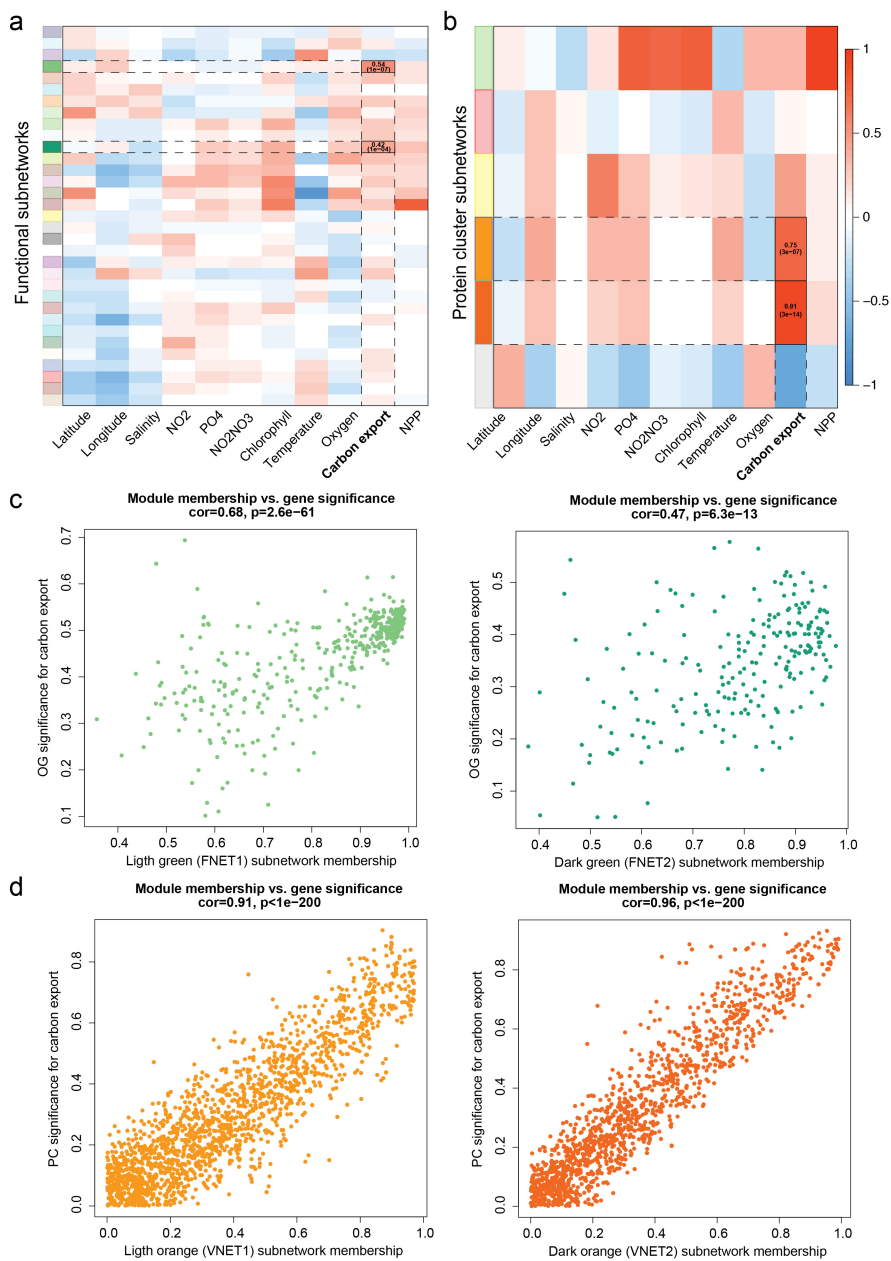 a
b
Functional subnetworks
0.54
(1e−07)
0.42
(1e−04)
Latitude
Longitude
Salinity
NO2
PO4
NO2NO3
Chlorophyll
Temperature
Oxygen
Carbon export
NPP
Protein cluster subnetworks
0.75
(3e−07)
0.91
(3e−14)
Latitude
Longitude
Salinity
NO2
PO4
NO2NO3
Chlorophyll
Temperature
Oxygen
Carbon export
NPP
1
0.5
0
−0.5
−1
c
Module membership vs. gene significance
cor=0.68, p=2.6e−61
OG significance for carbon export
0.7
0.6
0.5
0.4
0.3
0.2
0.1
0.4 0.5 0.6 0.7 0.8 0.9 1.0
Ligth green (FNET1) subnetwork membership
Module membership vs. gene significance
cor=0.47, p=6.3e−13
OG significance for carbon export
0.5
0.4
0.3
0.2
0.1
0.4 0.5 0.6 0.7 0.8 0.9 1.0
Dark green (FNET2) subnetwork membership
d
Module membership vs. gene significance
cor=0.91, p<1e−200
PC significance for carbon export
0.8
0.6
0.4
0.2
0.0
0.0 0.2 0.4 0.6 0.8 1.0
Ligth orange (VNET1) subnetwork membership
Module membership vs. gene significance
cor=0.96, p<1e−200
PC significance for carbon export
0.8
0.6
0.4
0.2
0.0
0.0 0.2 0.4 0.6 0.8 1.0
Dark orange (VNET2) subnetwork membership